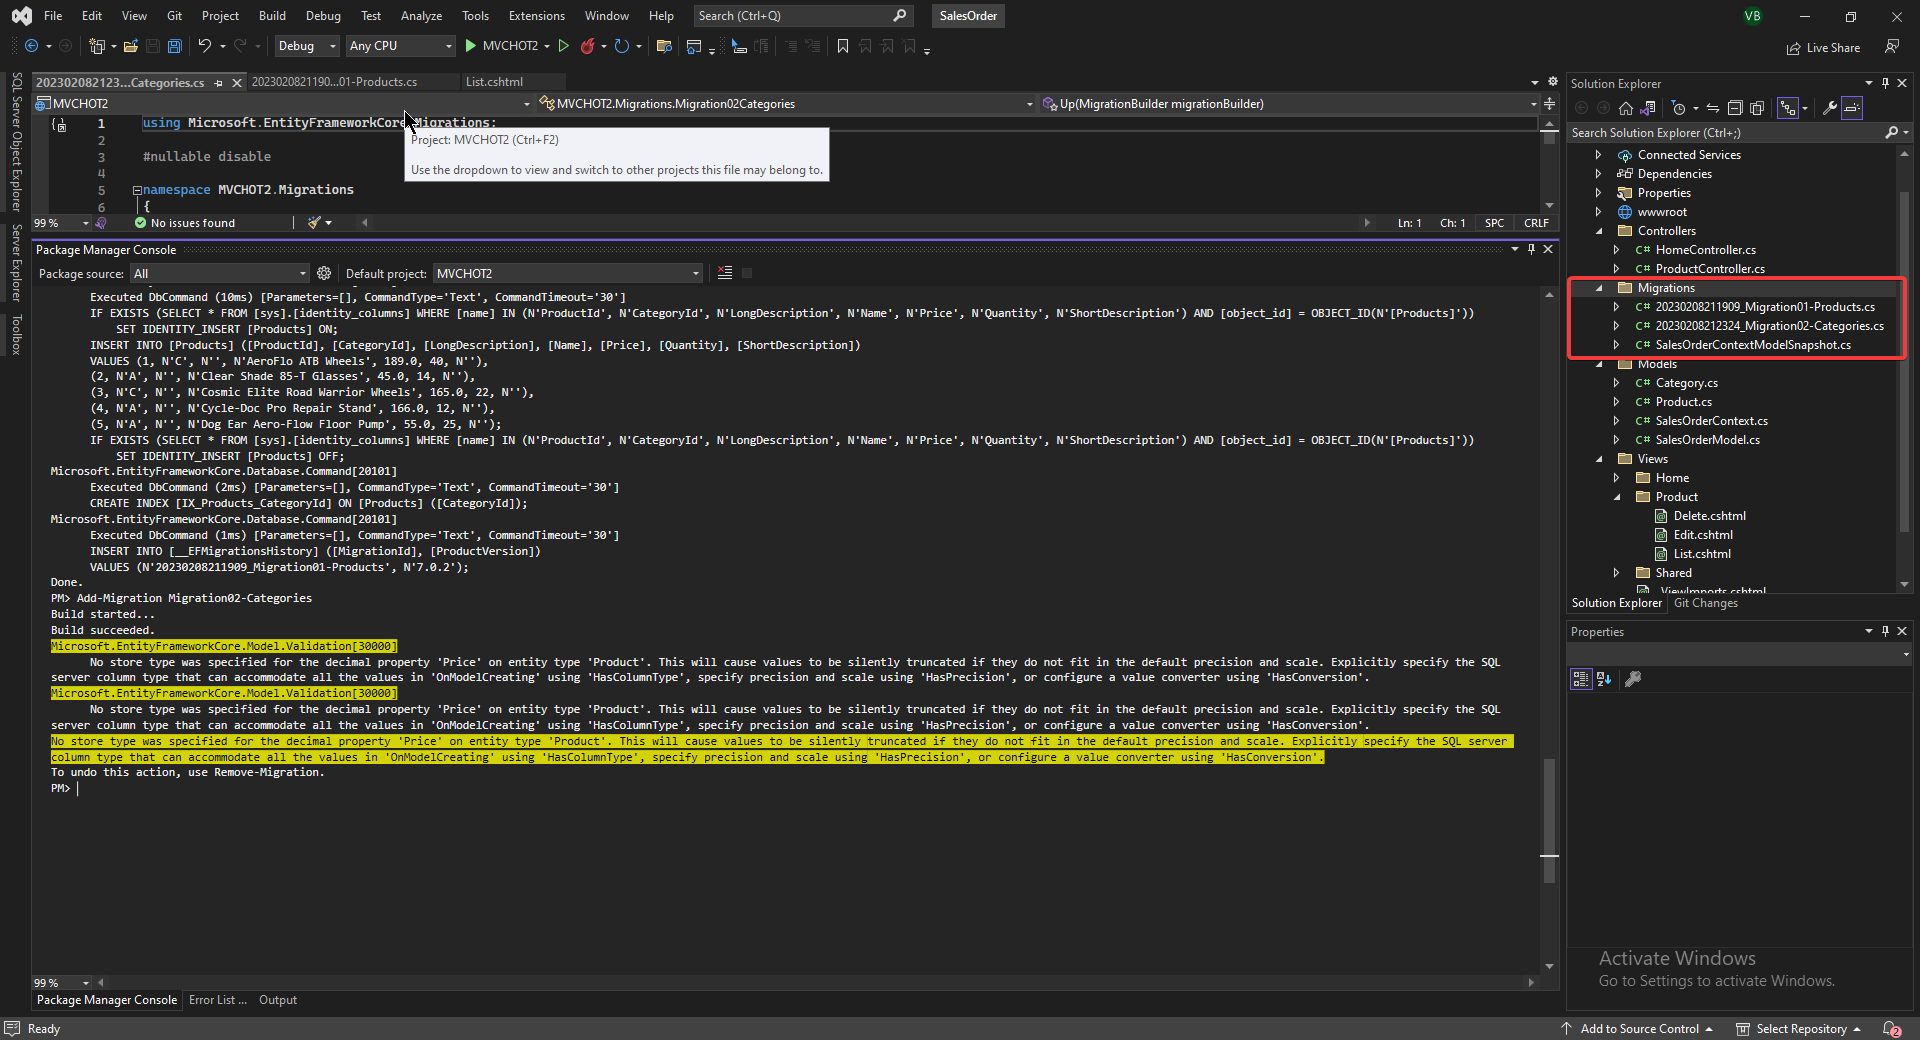 File Edit View Git Project Build Debug Test Analyze Tools Extensions Window Help Search (Ctrl+Q) SalesOrder VB
Debug Any CPU MVCHOT2 Live Share
SQL Server Object Explorer
Server Explorer
Toolbox
202302082123...Categories.cs 2023020821190...01-Products.cs List.cshtml
MVCHOT2 MVCHOT2.Migrations.Migration02Categories Up(MigrationBuilder migrationBuilder)
1 using Microsoft.EntityFrameworkCore.Migrations;
2
3 #nullable disable
4
5 namespace MVCHOT2.Migrations
6 {
Project: MVCHOT2 (Ctrl+F2)
Use the dropdown to view and switch to other projects this file may belong to.
99 % No issues found Ln: 1 Ch: 1 SPC CRLF
Package Manager Console
Package source: All Default project: MVCHOT2
Executed DbCommand (10ms) [Parameters=[], CommandType='Text', CommandTimeout='30']
IF EXISTS (SELECT * FROM [sys].[identity_columns] WHERE [name] IN (N'ProductId', N'CategoryId', N'LongDescription', N'Name', N'Price', N'Quantity', N'ShortDescription') AND [object_id] = OBJECT_ID(N'[Products]'))
SET IDENTITY_INSERT [Products] ON;
INSERT INTO [Products] ([ProductId], [CategoryId], [LongDescription], [Name], [Price], [Quantity], [ShortDescription])
VALUES (1, N'C', N'', N'AeroFlo ATB Wheels', 189.0, 40, N''),
(2, N'A', N'', N'Clear Shade 85-T Glasses', 45.0, 14, N''),
(3, N'C', N'', N'Cosmic Elite Road Warrior Wheels', 165.0, 22, N''),
(4, N'A', N'', N'Cycle-Doc Pro Repair Stand', 166.0, 12, N''),
(5, N'A', N'', N'Dog Ear Aero-Flow Floor Pump', 55.0, 25, N'');
IF EXISTS (SELECT * FROM [sys].[identity_columns] WHERE [name] IN (N'ProductId', N'CategoryId', N'LongDescription', N'Name', N'Price', N'Quantity', N'ShortDescription') AND [object_id] = OBJECT_ID(N'[Products]'))
SET IDENTITY_INSERT [Products] OFF;
Microsoft.EntityFrameworkCore.Database.Command[20101]
Executed DbCommand (2ms) [Parameters=[], CommandType='Text', CommandTimeout='30']
CREATE INDEX [IX_Products_CategoryId] ON [Products] ([CategoryId]);
Microsoft.EntityFrameworkCore.Database.Command[20101]
Executed DbCommand (1ms) [Parameters=[], CommandType='Text', CommandTimeout='30']
INSERT INTO [__EFMigrationsHistory] ([MigrationId], [ProductVersion])
VALUES (N'20230208211909_Migration01-Products', N'7.0.2');
Done.
PM> Add-Migration Migration02-Categories
Build started...
Build succeeded.
Microsoft.EntityFrameworkCore.Model.Validation[30000]
No store type was specified for the decimal property 'Price' on entity type 'Product'. This will cause values to be silently truncated if they do not fit in the default precision and scale. Explicitly specify the SQL
server column type that can accommodate all the values in 'OnModelCreating' using 'HasColumnType', specify precision and scale using 'HasPrecision', or configure a value converter using 'HasConversion'.
Microsoft.EntityFrameworkCore.Model.Validation[30000]
No store type was specified for the decimal property 'Price' on entity type 'Product'. This will cause values to be silently truncated if they do not fit in the default precision and scale. Explicitly specify the SQL
server column type that can accommodate all the values in 'OnModelCreating' using 'HasColumnType', specify precision and scale using 'HasPrecision', or configure a value converter using 'HasConversion'.
No store type was specified for the decimal property 'Price' on entity type 'Product'. This will cause values to be silently truncated if they do not fit in the default precision and scale. Explicitly specify the SQL server
column type that can accommodate all the values in 'OnModelCreating' using 'HasColumnType', specify precision and scale using 'HasPrecision', or configure a value converter using 'HasConversion'.
To undo this action, use Remove-Migration.
PM>
99 %
Package Manager Console Error List ... Output
Solution Explorer
Search Solution Explorer (Ctrl+;)
Connected Services
Dependencies
Properties
wwwroot
Controllers
C# HomeController.cs
C# ProductController.cs
Migrations
C# 20230208211909_Migration01-Products.cs
C# 20230208212324_Migration02-Categories.cs
C# SalesOrderContextModelSnapshot.cs
Models
C# Category.cs
C# Product.cs
C# SalesOrderContext.cs
C# SalesOrderModel.cs
Views
Home
Product
Delete.cshtml
Edit.cshtml
List.cshtml
Shared
_ViewImports.cshtml
Solution Explorer Git Changes
Properties
Activate Windows
Go to Settings to activate Windows.
Ready Add to Source Control Select Repository 2